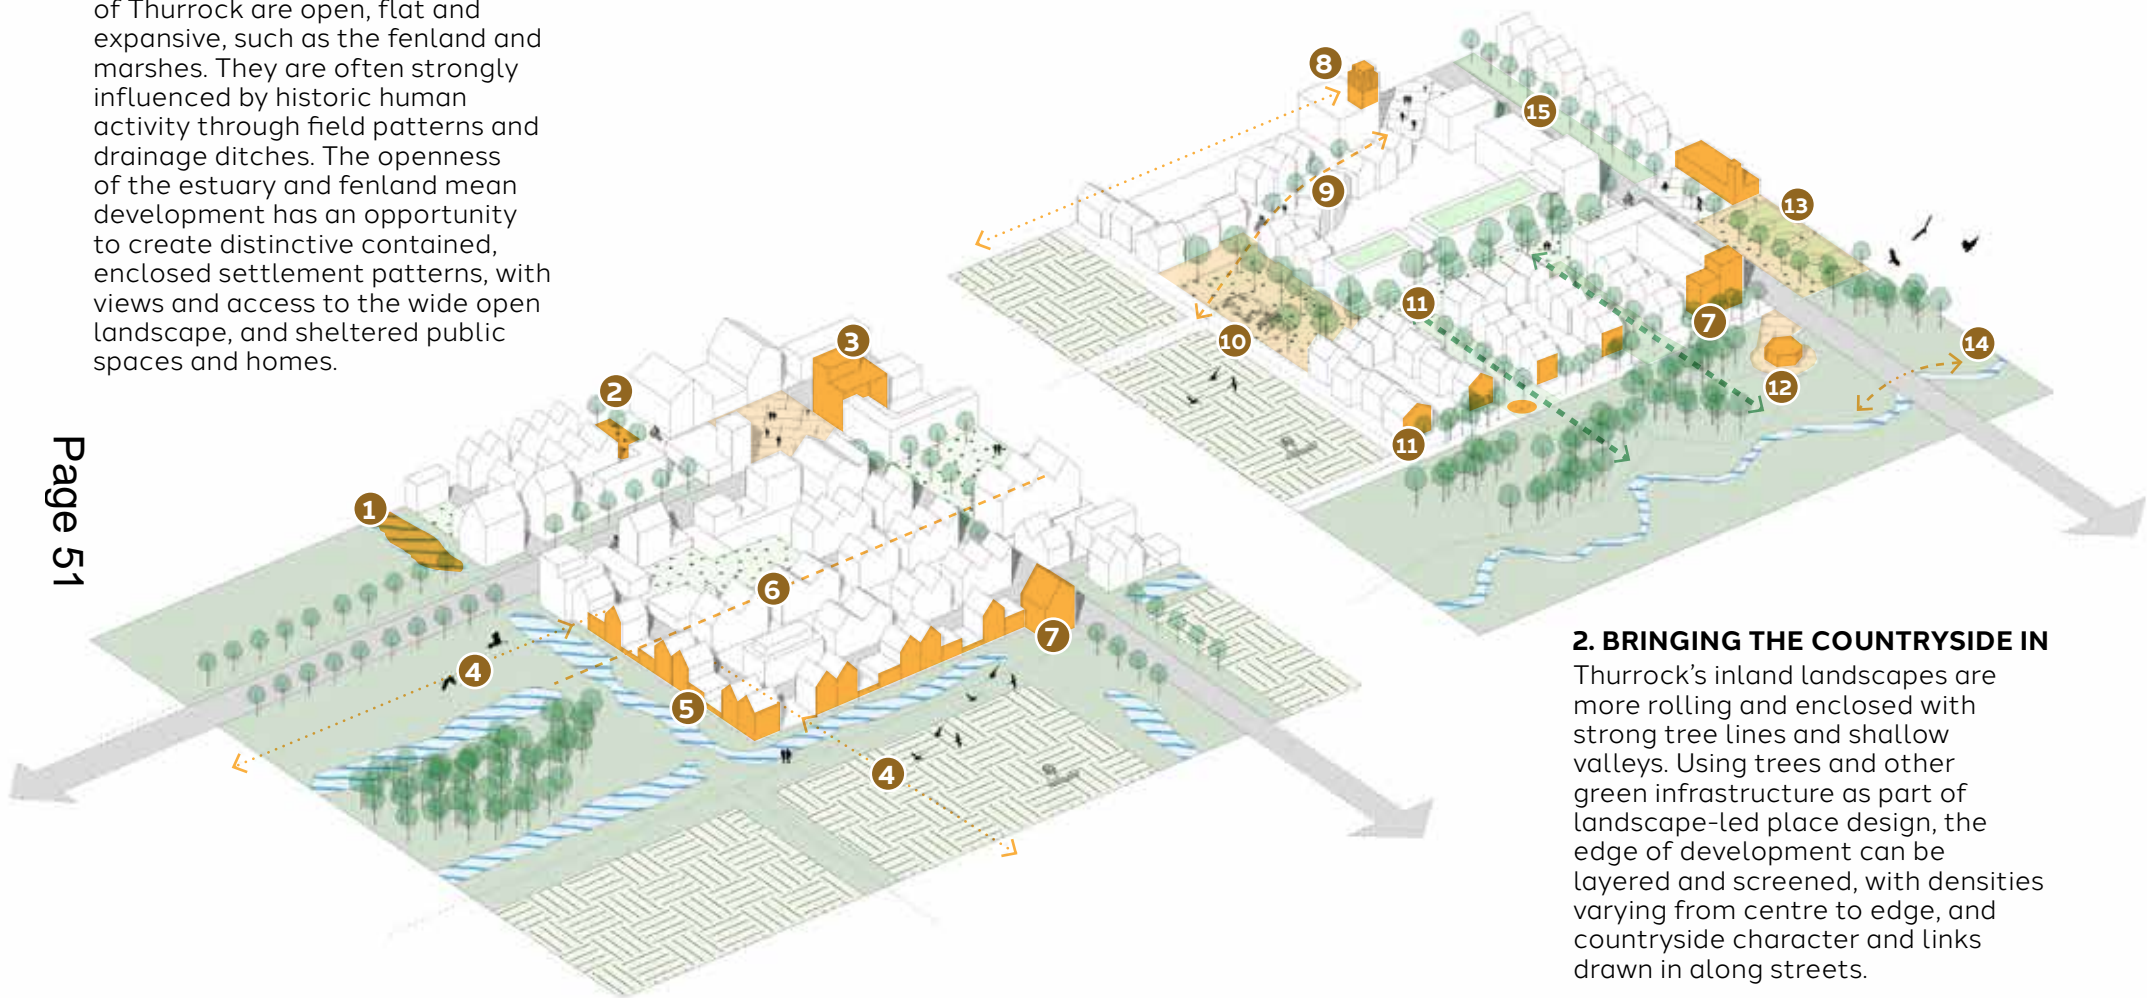 of Thurrock are open, flat and
expansive, such as the fenland and
marshes. They are often strongly
influenced by historic human
activity through field patterns and
drainage ditches. The openness
of the estuary and fenland mean
development has an opportunity
to create distinctive contained,
enclosed settlement patterns, with
views and access to the wide open
landscape, and sheltered public
spaces and homes.
Page 51
1
2
3
4
5
6
7
4
8
9
10
11
11
7
12
13
14
15
2. BRINGING THE COUNTRYSIDE IN
Thurrock’s inland landscapes are
more rolling and enclosed with
strong tree lines and shallow
valleys. Using trees and other
green infrastructure as part of
landscape-led place design, the
edge of development can be
layered and screened, with densities
varying from centre to edge, and
countryside character and links
drawn in along streets.